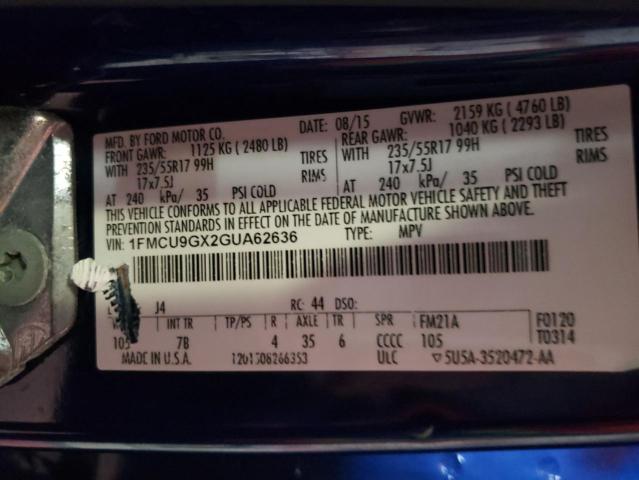 MFD. BY FORD MOTOR CO. DATE: 08/15 GVWR: 2159 KG ( 4760 LB)
FRONT GAWR: 1125 KG ( 2480 LB) REAR GAWR: 1040 KG ( 2293 LB)
WITH 235/55R17 99H TIRES WITH 235/55R17 99H TIRES
17x7.5J RIMS 17x7.5J RIMS
AT 240 kPa/ 35 PSI COLD AT 240 kPa/ 35 PSI COLD
THIS VEHICLE CONFORMS TO ALL APPLICABLE FEDERAL MOTOR VEHICLE SAFETY AND THEFT
PREVENTION STANDARDS IN EFFECT ON THE DATE OF MANUFACTURE SHOWN ABOVE.
VIN: 1FMCU9GX2GUA62636 TYPE: MPV
J4 RC: 44 DSO:
INT TR TP/PS R AXLE TR SPR FM21A F0120
105 7B 4 35 6 CCCC 105 T0314
MADE IN U.S.A. 1201508266353 ULC ▽ 5U5A-3520472-AA